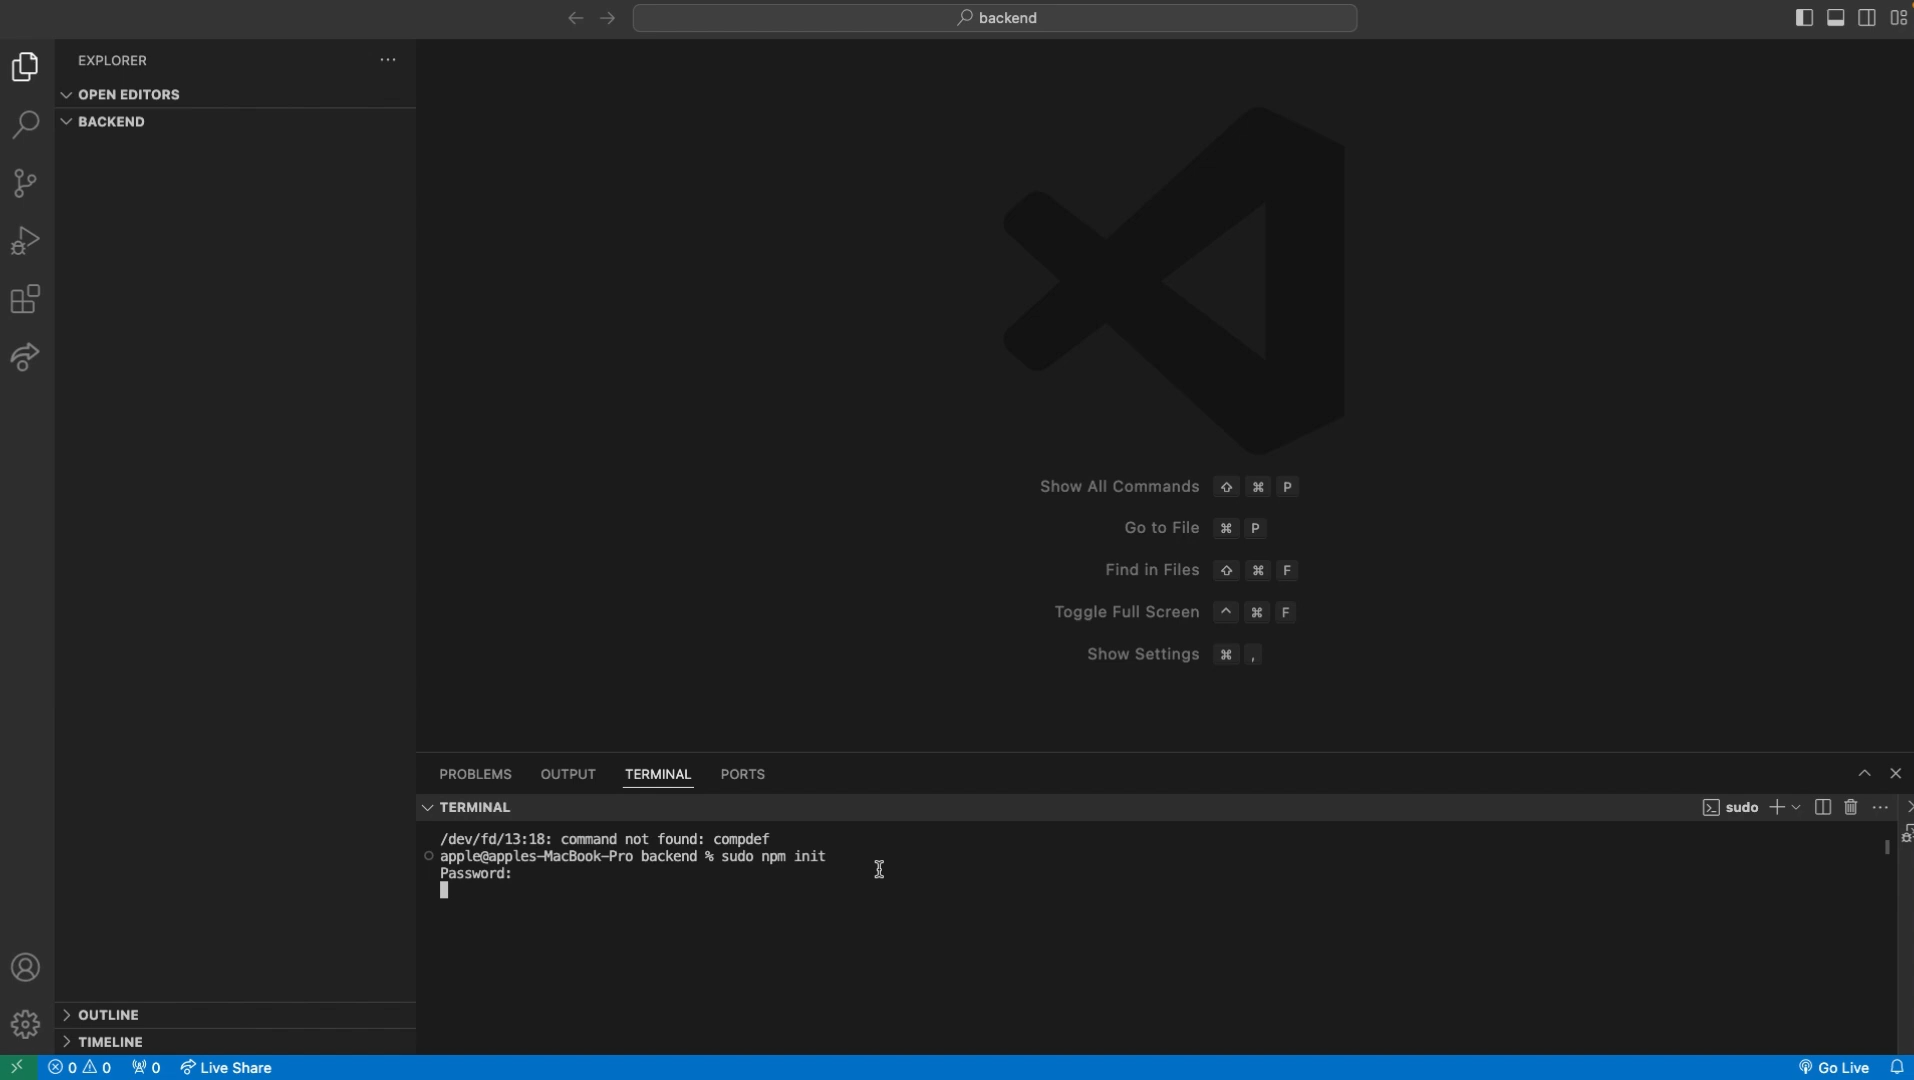 backend
EXPLORER
OPEN EDITORS
BACKEND
Show All Commands ⇧ ⌘ P
Go to File ⌘ P
Find in Files ⇧ ⌘ F
Toggle Full Screen ^ ⌘ F
Show Settings ⌘ ,
PROBLEMS OUTPUT TERMINAL PORTS
TERMINAL
sudo
/dev/fd/13:18: command not found: compdef
apple@apples-MacBook-Pro backend % sudo npm init
Password:
OUTLINE
TIMELINE
0 0 0 Live Share
Go Live